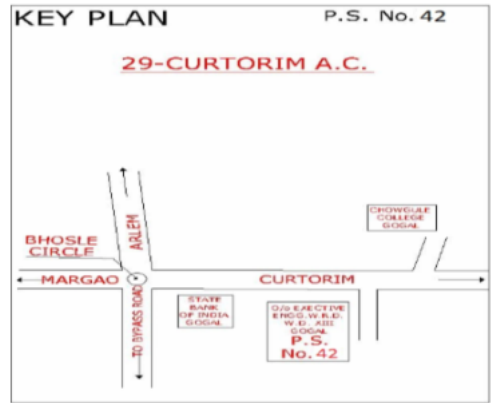 KEY PLAN
P.S. No. 42
29-CURTORIM A.C.
ARLEM
CHOWGULE
COLLEGE
GOGAL
BHOSLE
CIRCLE
MARGAO
CURTORIM
TO BYPASS ROAD
STATE
BANK
OF INDIA
GOGAL
O/o EXECTIVE
ENGG.W.R.D.
W.D. XIII
GOGAL
P.S.
No. 42